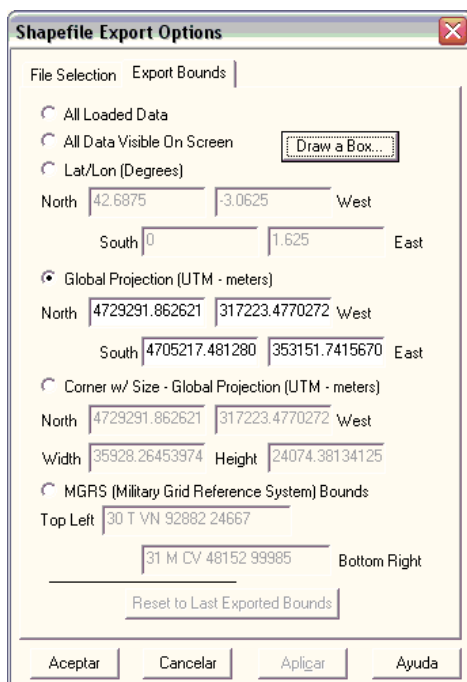 Shapefile Export Options
File Selection Export Bounds
All Loaded Data
All Data Visible On Screen
Draw a Box...
Lat/Lon (Degrees)
North 42.6875 -3.0625 West
South 0 1.625 East
Global Projection (UTM - meters)
North 4729291.862621 317223.4770272 West
South 4705217.481280 353151.7415670 East
Corner w/ Size - Global Projection (UTM - meters)
North 4729291.862621 317223.4770272 West
Width 35928.26453974 Height 24074.38134125
MGRS (Military Grid Reference System) Bounds
Top Left 30 T VN 92882 24667
31 M CV 48152 99985 Bottom Right
Reset to Last Exported Bounds
Aceptar Cancelar Aplicar Ayuda